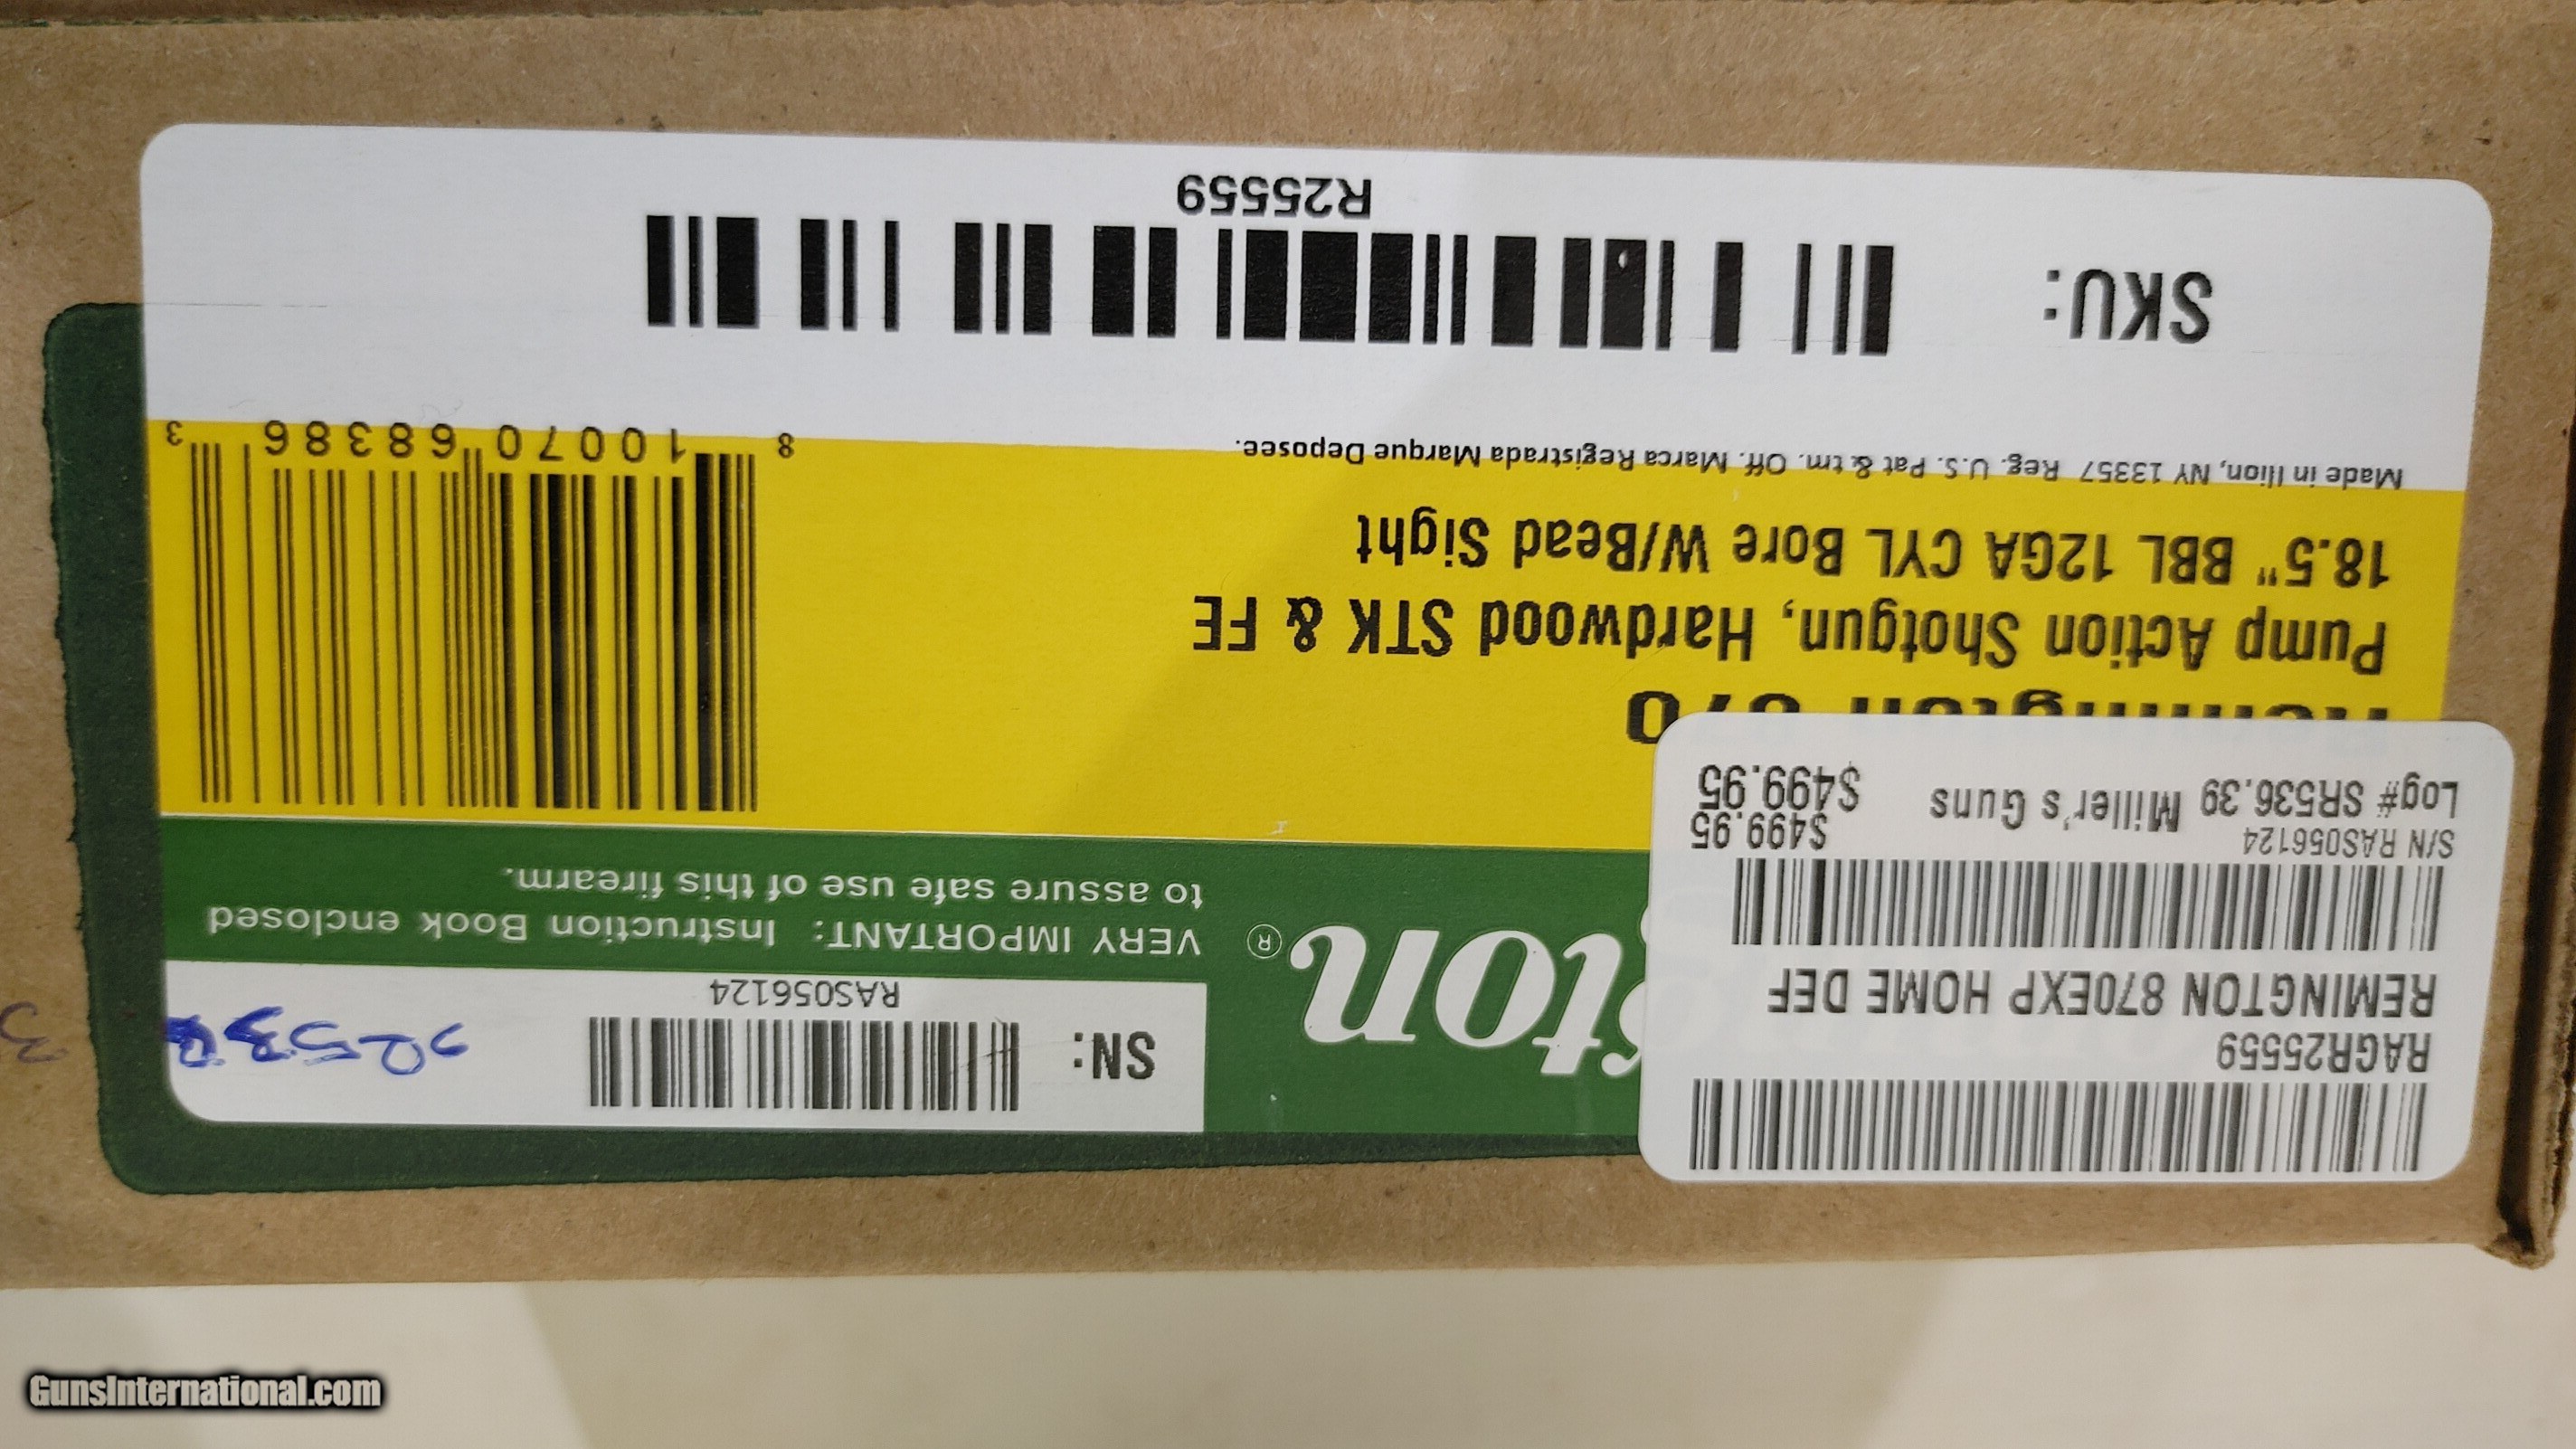 REMINGTON 870EXP HOME DEF
RAGR25559
S/N RAS056124
Log# SR536.39 Miller's Guns
$499.95
$499.95
SN:
RAS056124
VERY IMPORTANT: Instruction Book enclosed
to assure safe use of this firearm.
®
Remington 870
Pump Action Shotgun, Hardwood STK & FE
18.5" BBL 12GA CYL Bore W/Bead Sight
Made in Ilion, NY 13357 Reg. U.S. Pat & tm. Off. Marca Registrada Marque Deposee.
8 10070 68386 3
SKU:
R25559
GunsInternational.com